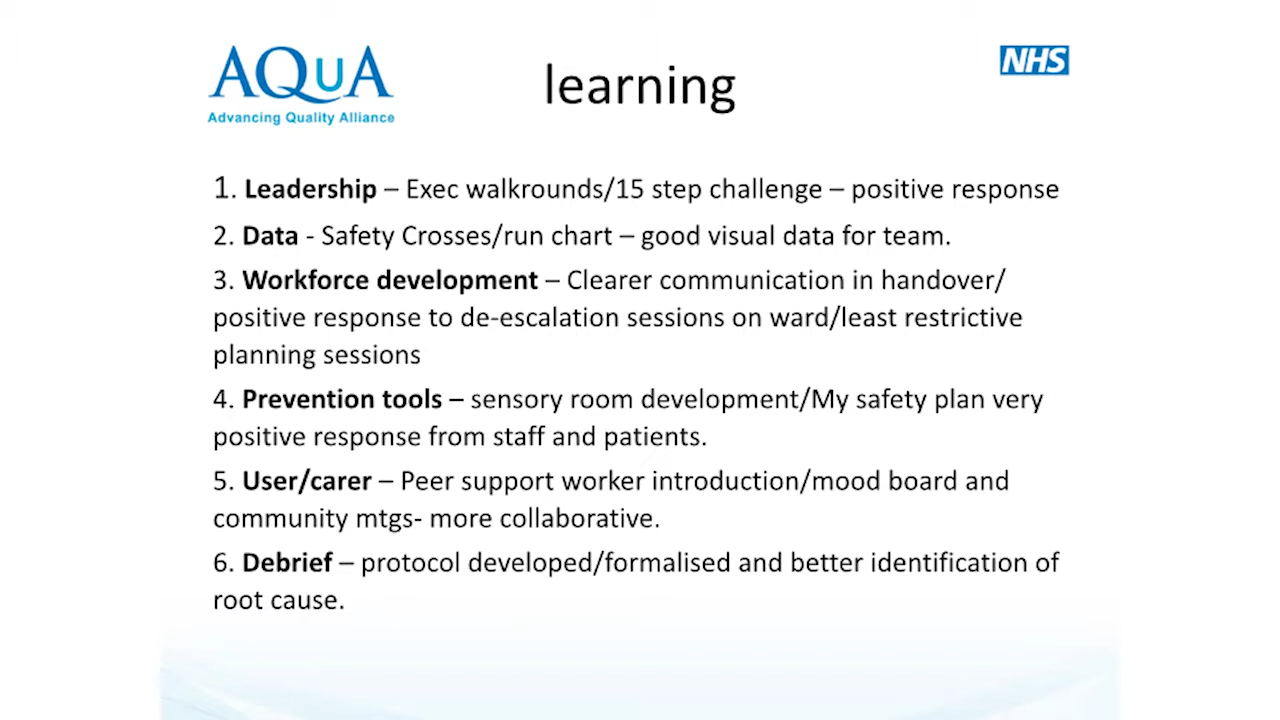 AQuA
Advancing Quality Alliance
learning
NHS
1. Leadership – Exec walkrounds/15 step challenge – positive response
2. Data - Safety Crosses/run chart – good visual data for team.
3. Workforce development – Clearer communication in handover/
positive response to de-escalation sessions on ward/least restrictive
planning sessions
4. Prevention tools – sensory room development/My safety plan very
positive response from staff and patients.
5. User/carer – Peer support worker introduction/mood board and
community mtgs- more collaborative.
6. Debrief – protocol developed/formalised and better identification of
root cause.